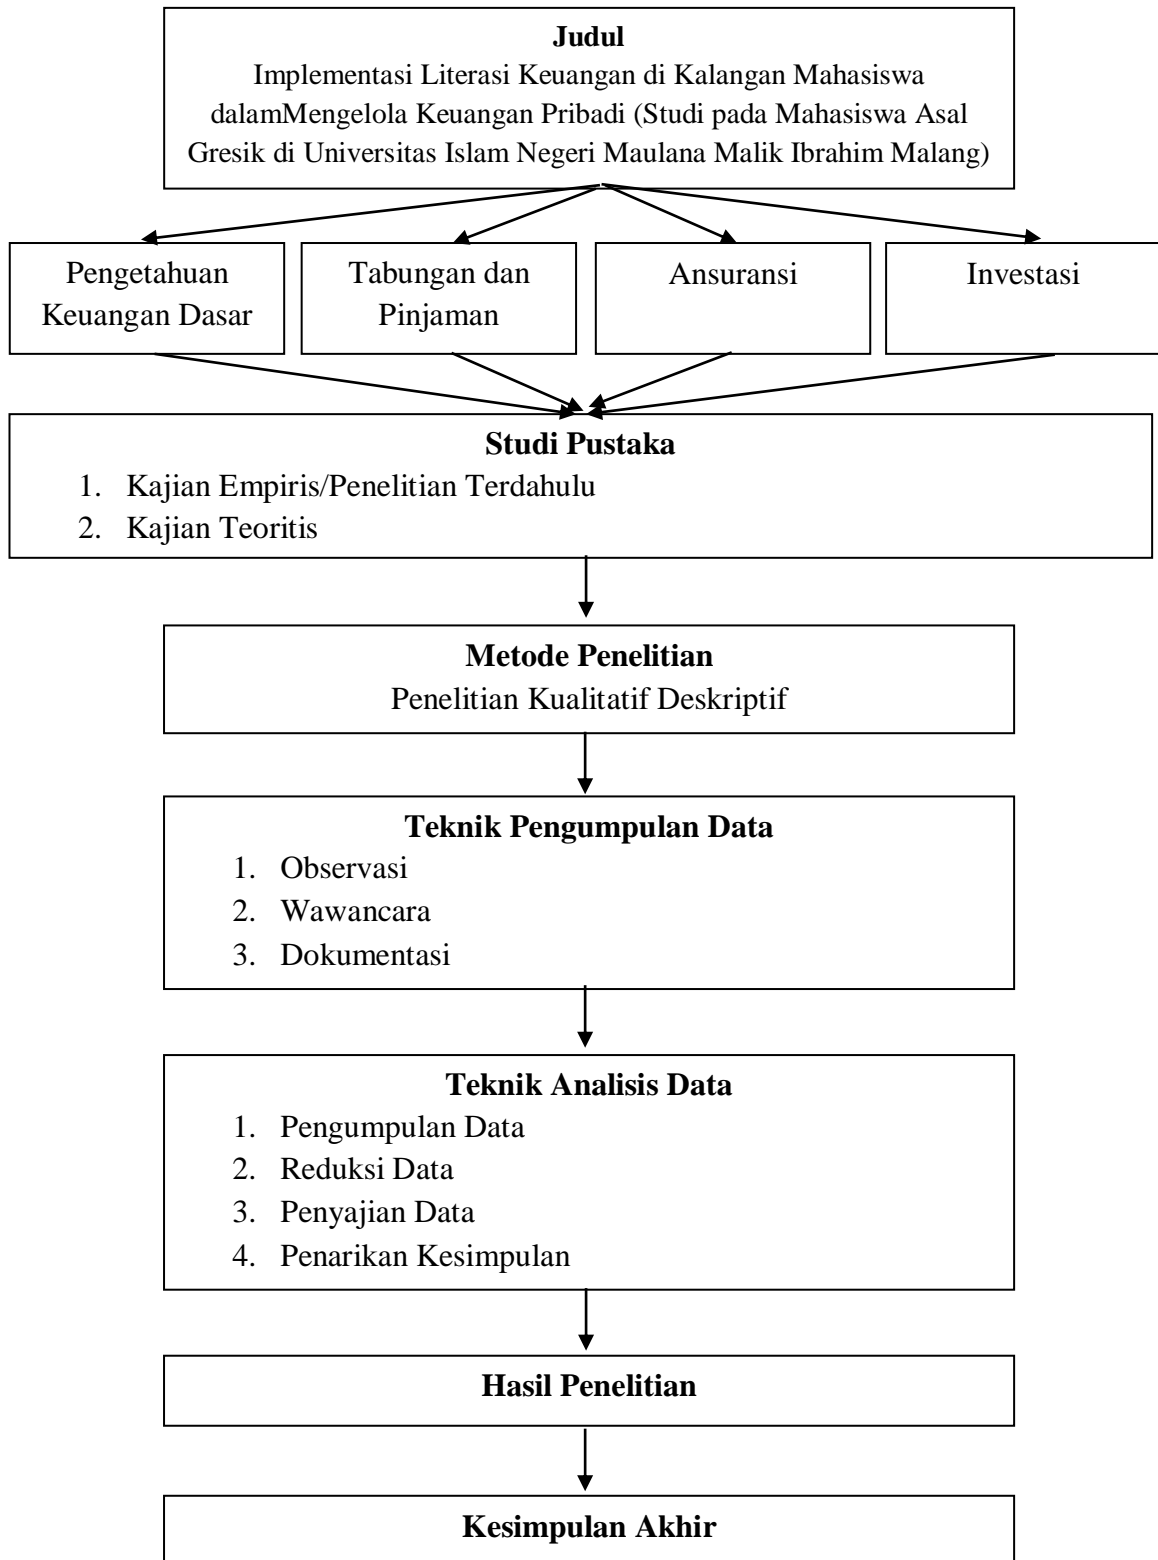 Judul
Implementasi Literasi Keuangan di Kalangan Mahasiswa
dalamMengelola Keuangan Pribadi (Studi pada Mahasiswa Asal
Gresik di Universitas Islam Negeri Maulana Malik Ibrahim Malang)
Pengetahuan
Keuangan Dasar
Tabungan dan
Pinjaman
Ansuransi
Investasi
Studi Pustaka
1. Kajian Empiris/Penelitian Terdahulu
2. Kajian Teoritis
Metode Penelitian
Penelitian Kualitatif Deskriptif
Teknik Pengumpulan Data
1. Observasi
2. Wawancara
3. Dokumentasi
Teknik Analisis Data
1. Pengumpulan Data
2. Reduksi Data
3. Penyajian Data
4. Penarikan Kesimpulan
Hasil Penelitian
Kesimpulan Akhir